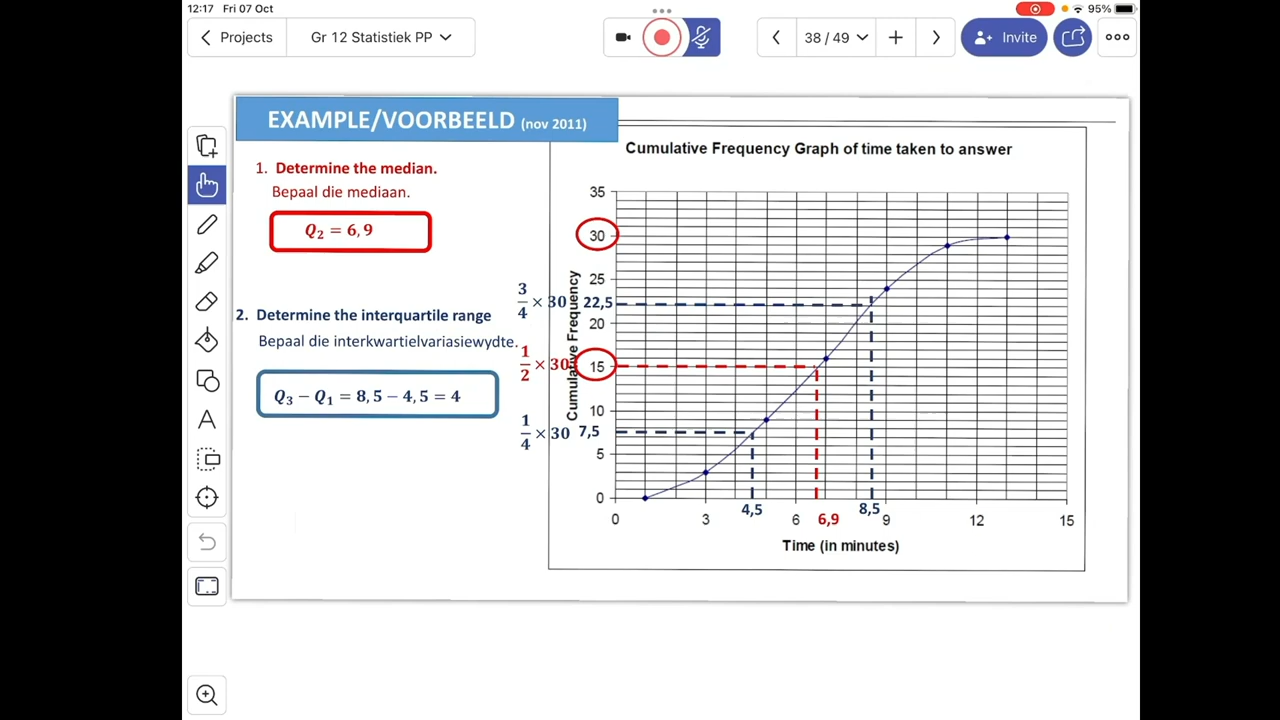 12:17 Fri 07 Oct
95%
Projects
Gr 12 Statistiek PP
38 / 49
Invite
EXAMPLE/VOORBEELD (nov 2011)
1. Determine the median.
Bepaal die mediaan.
Q₂ = 6,9
2. Determine the interquartile range
Bepaal die interkwartielvariasiewydte.
Q₃ − Q₁ = 8,5 − 4,5 = 4
Cumulative Frequency Graph of time taken to answer
Cumulative Frequency
35
30
25
3/4 × 30 22,5
20
1/2 × 30 15
10
1/4 × 30 7,5
5
0
4,5 8,5
0 3 6 6,9 9 12 15
Time (in minutes)
A